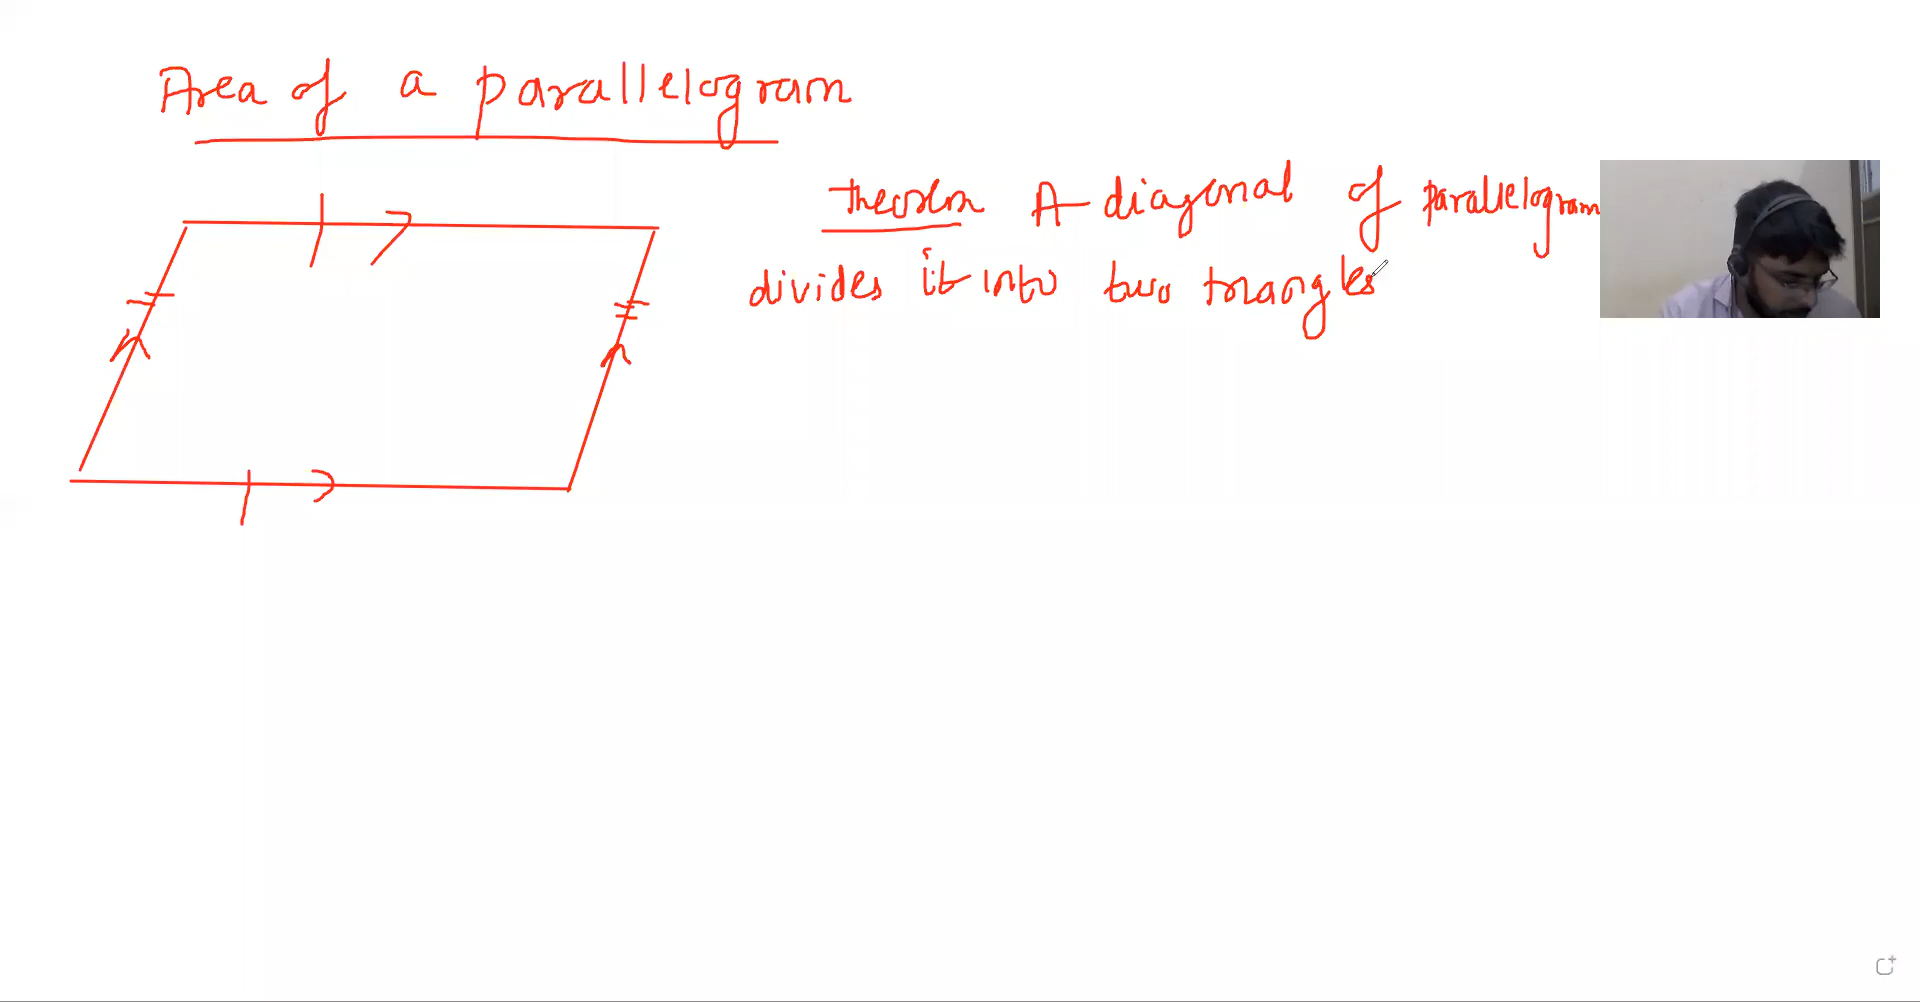 Area of a parallelogram
theorem A diagonal of parallelogram
divides it into two triangles